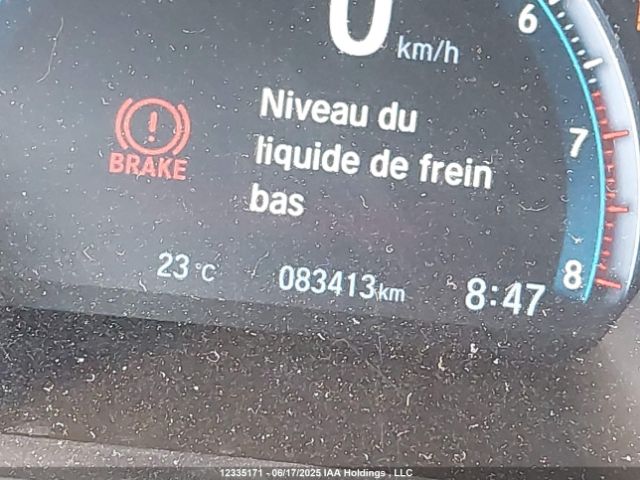 0 km/h
6
Niveau du
liquide de frein
bas
BRAKE
7
8
23 °C
083413 km
8:47
12335171 - 06/17/2025 IAA Holdings , LLC